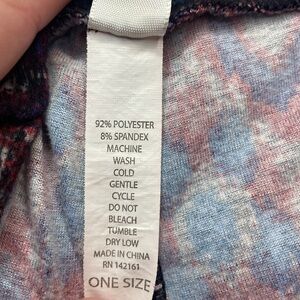 92% POLYESTER
8% SPANDEX
MACHINE
WASH
COLD
GENTLE
CYCLE
DO NOT
BLEACH
TUMBLE
DRY LOW
MADE IN CHINA
RN 142161
ONE SIZE